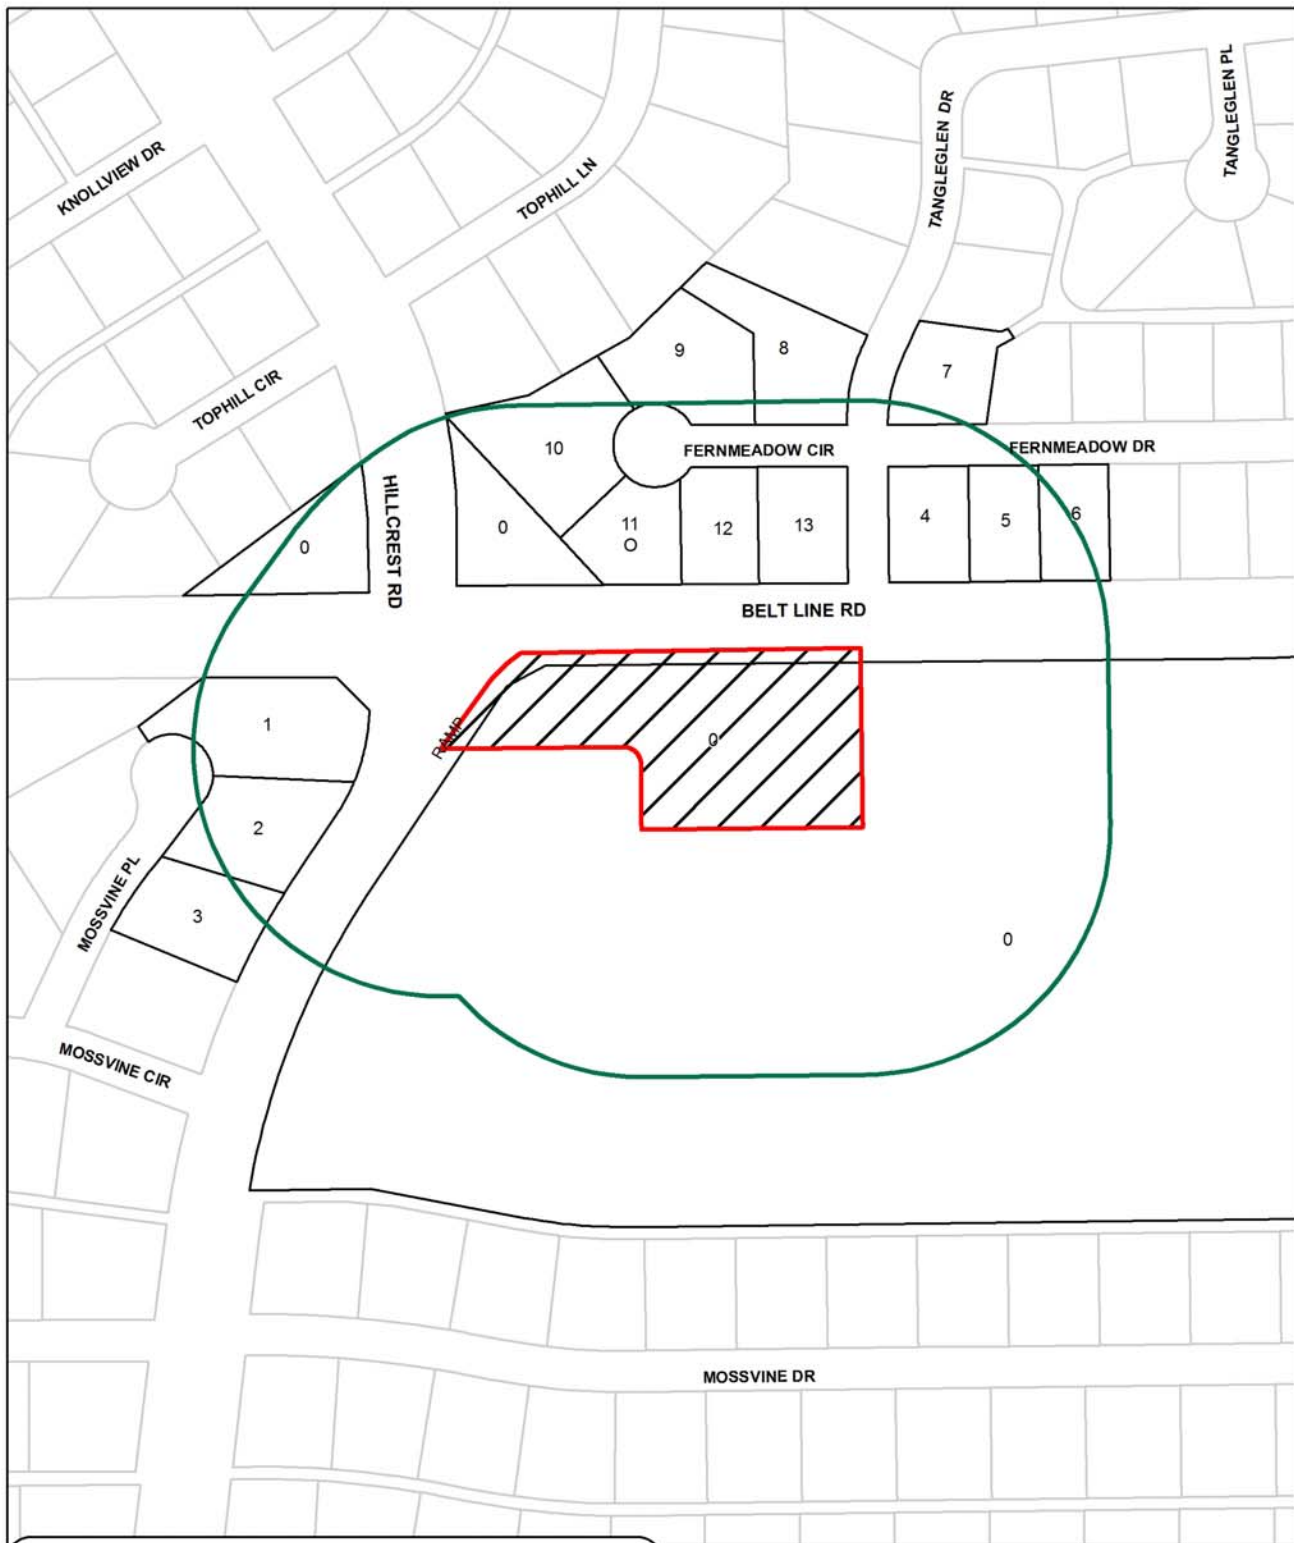 TANGLEGLEN PL
TANGLEGLEN DR
KNOLLVIEW DR
TOPHILL LN
9
8
7
TOPHILL CIR
10
FERNMEADOW CIR
FERNMEADOW DR
HILLCREST RD
0
0
11
O
12
13
4
5
6
BELT LINE RD
1
RAMP
0
2
MOSSVINE PL
3
0
MOSSVINE CIR
MOSSVINE DR